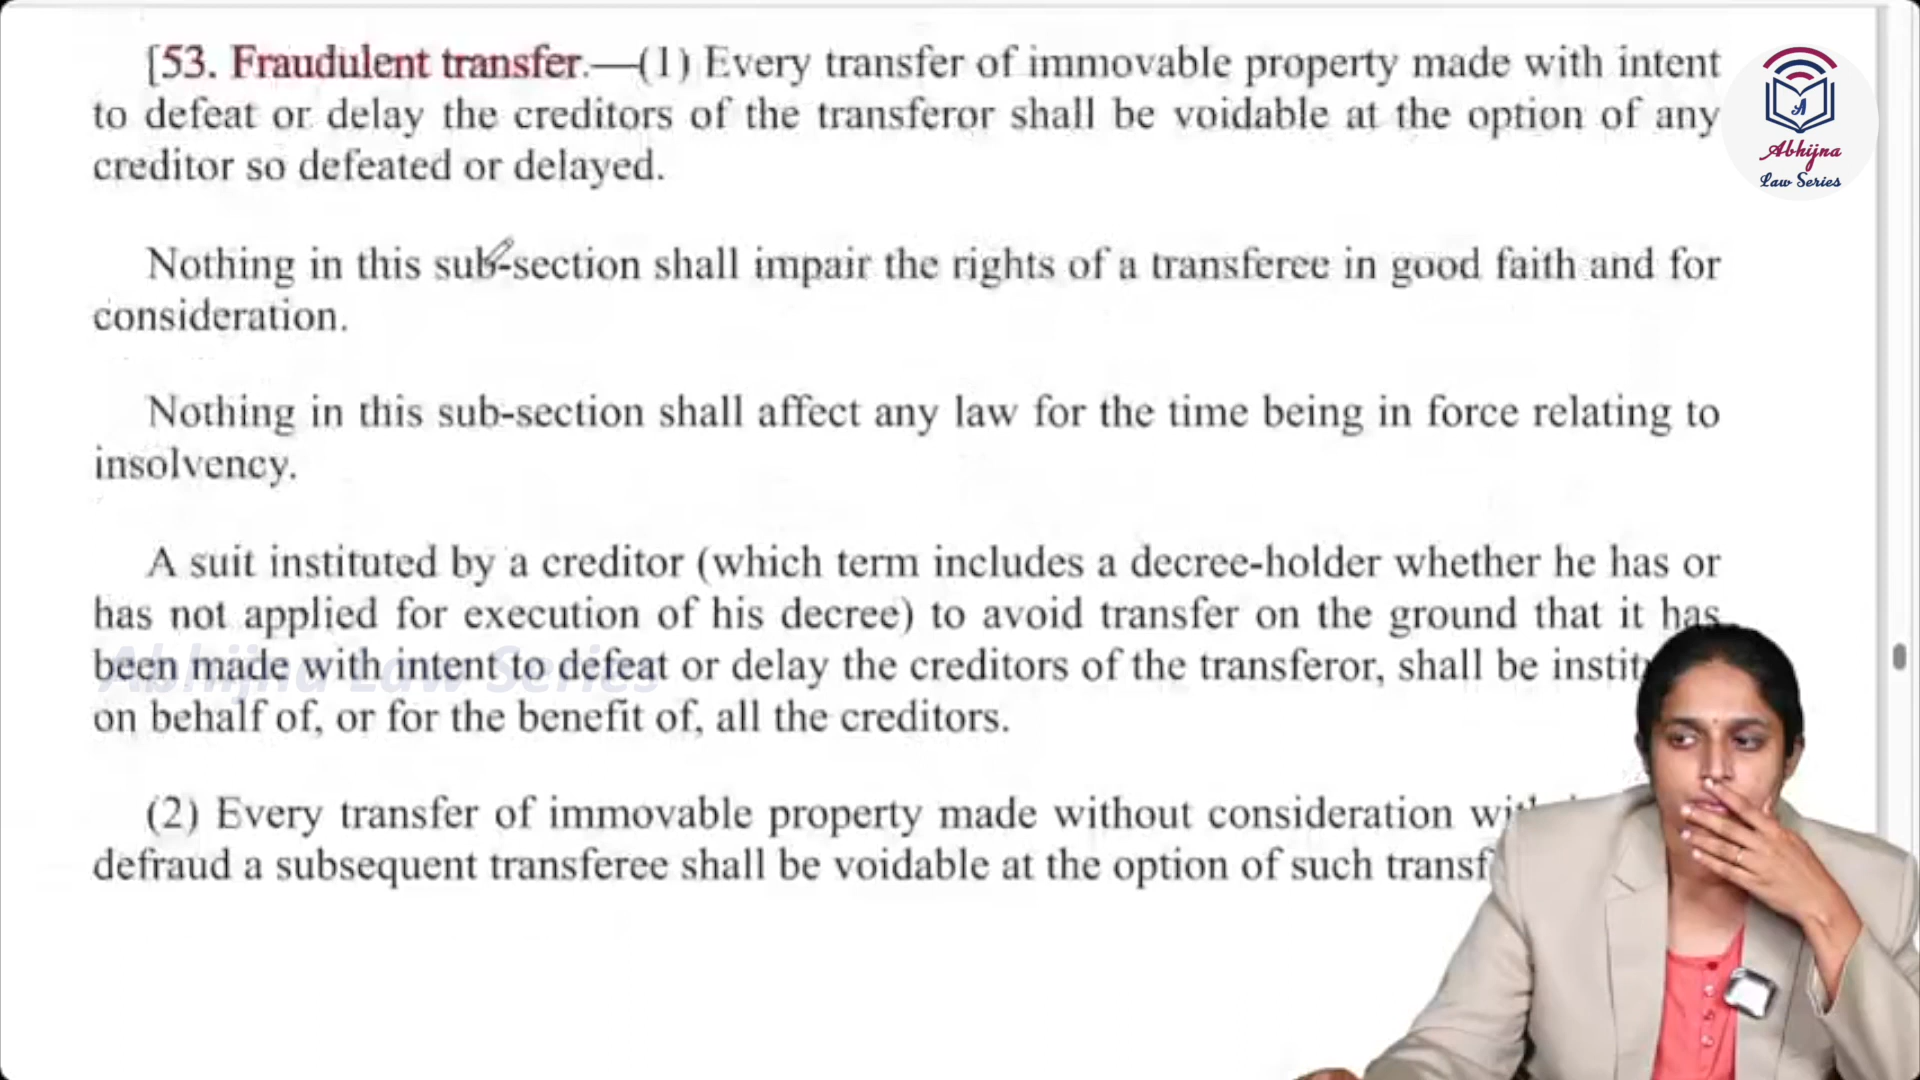 [53. Fraudulent transfer.—(1) Every transfer of immovable property made with intent
to defeat or delay the creditors of the transferor shall be voidable at the option of any
creditor so defeated or delayed.
Nothing in this sub-section shall impair the rights of a transferee in good faith and for
consideration.
Nothing in this sub-section shall affect any law for the time being in force relating to
insolvency.
A suit instituted by a creditor (which term includes a decree-holder whether he has or
has not applied for execution of his decree) to avoid transfer on the ground that it has
been made with intent to defeat or delay the creditors of the transferor, shall be
on behalf of, or for the benefit of, all the creditors.
(2) Every transfer of immovable property made without consideration
defraud a subsequent transferee shall be voidable at the option of such
A
Abhijna
Law Series
Abhijna Law Series